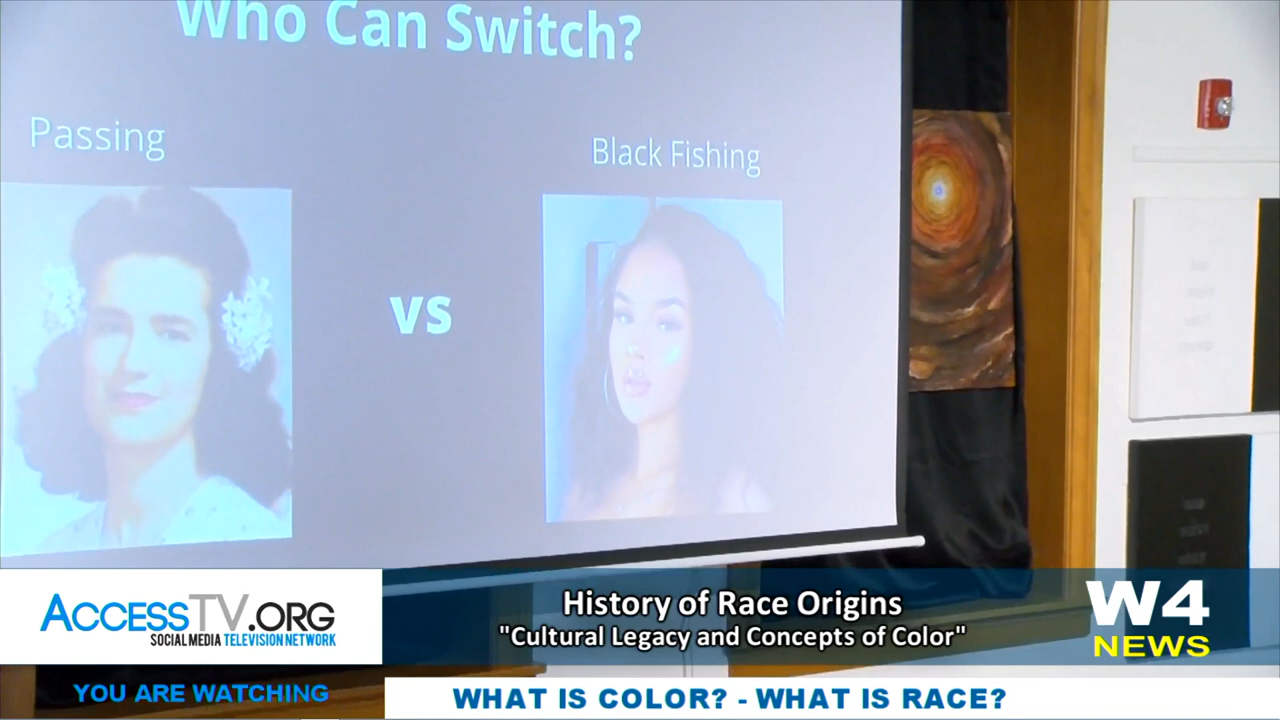 Who Can Switch?
Passing
Black Fishing
vs
ACCESSTV.ORG
SOCIAL MEDIA TELEVISION NETWORK
History of Race Origins
"Cultural Legacy and Concepts of Color"
W4
NEWS
YOU ARE WATCHING
WHAT IS COLOR? - WHAT IS RACE?